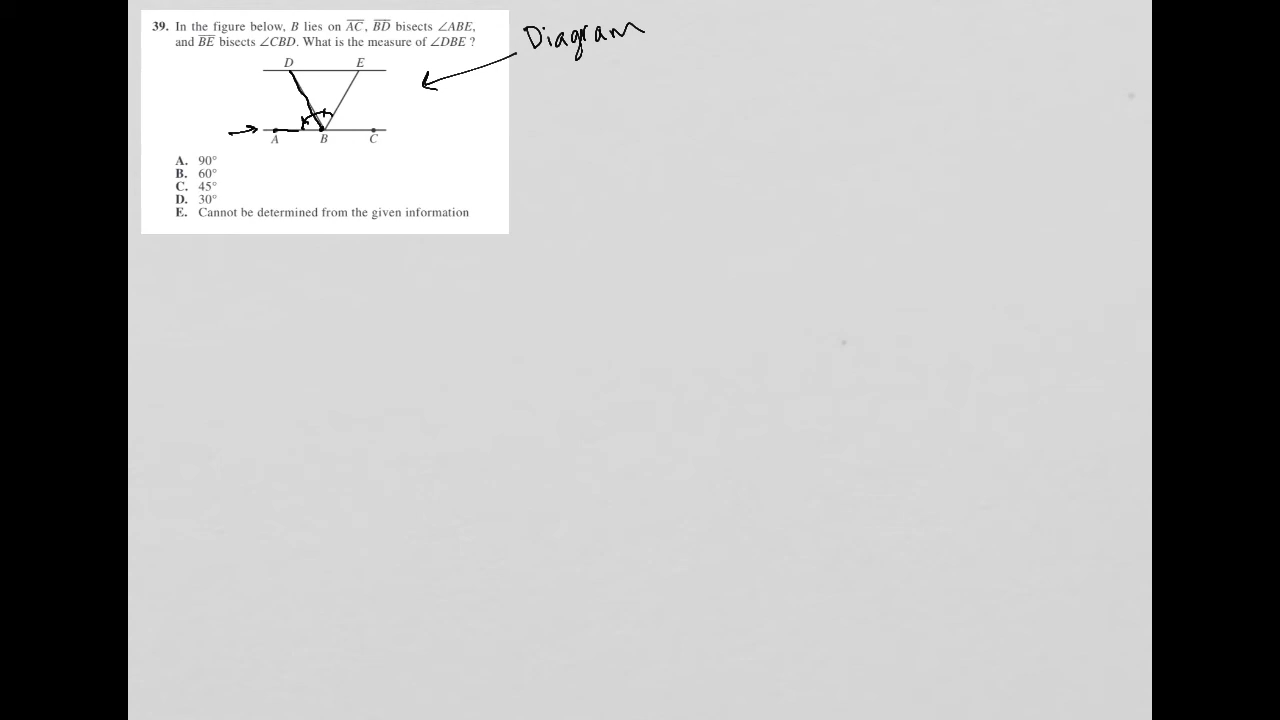 39. In the figure below, B lies on AC, BD bisects ∠ABE,
and BE bisects ∠CBD. What is the measure of ∠DBE ?
Diagram
D E
A B C
A. 90°
B. 60°
C. 45°
D. 30°
E. Cannot be determined from the given information